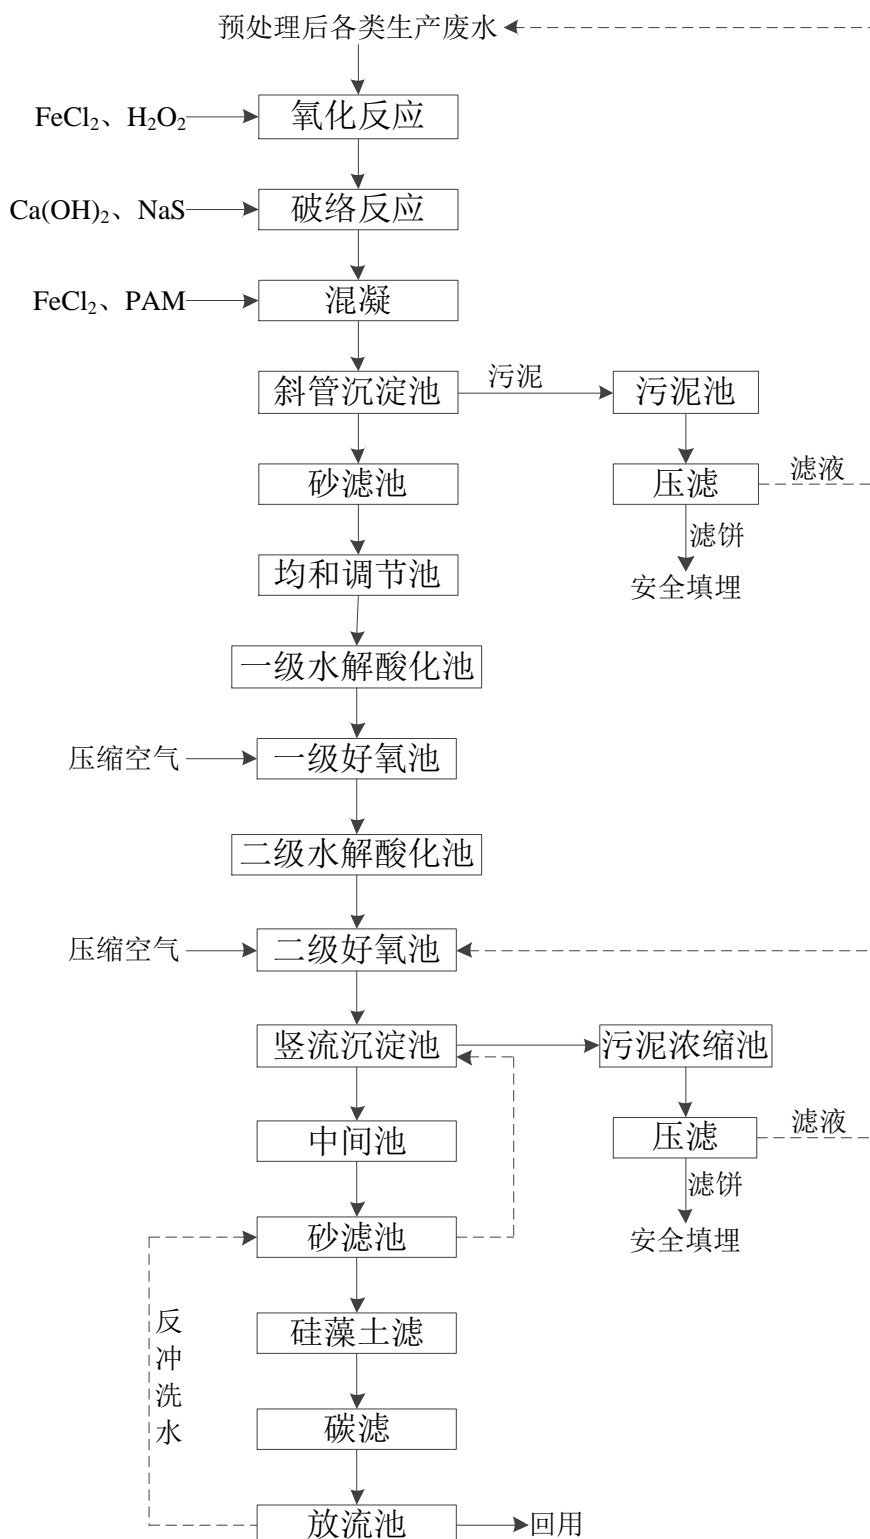 预处理后各类生产废水
FeCl₂、H₂O₂
氧化反应
Ca(OH)₂、NaS
破络反应
FeCl₂、PAM
混凝
斜管沉淀池
污泥
污泥池
砂滤池
压滤
滤液
滤饼
均和调节池
安全填埋
一级水解酸化池
压缩空气
一级好氧池
二级水解酸化池
压缩空气
二级好氧池
竖流沉淀池
污泥浓缩池
中间池
压滤
滤液
滤饼
砂滤池
安全填埋
反冲洗水
硅藻土滤
碳滤
放流池
回用